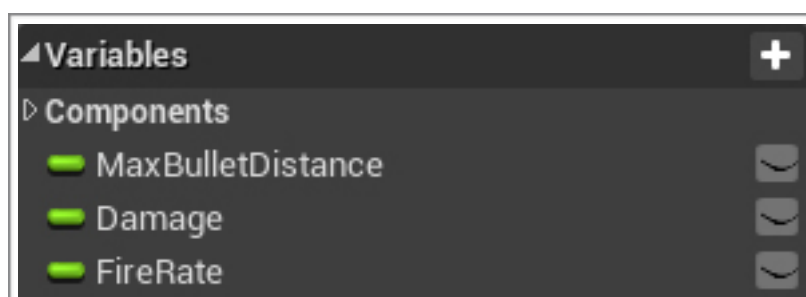 Variables
Components
MaxBulletDistance
Damage
FireRate